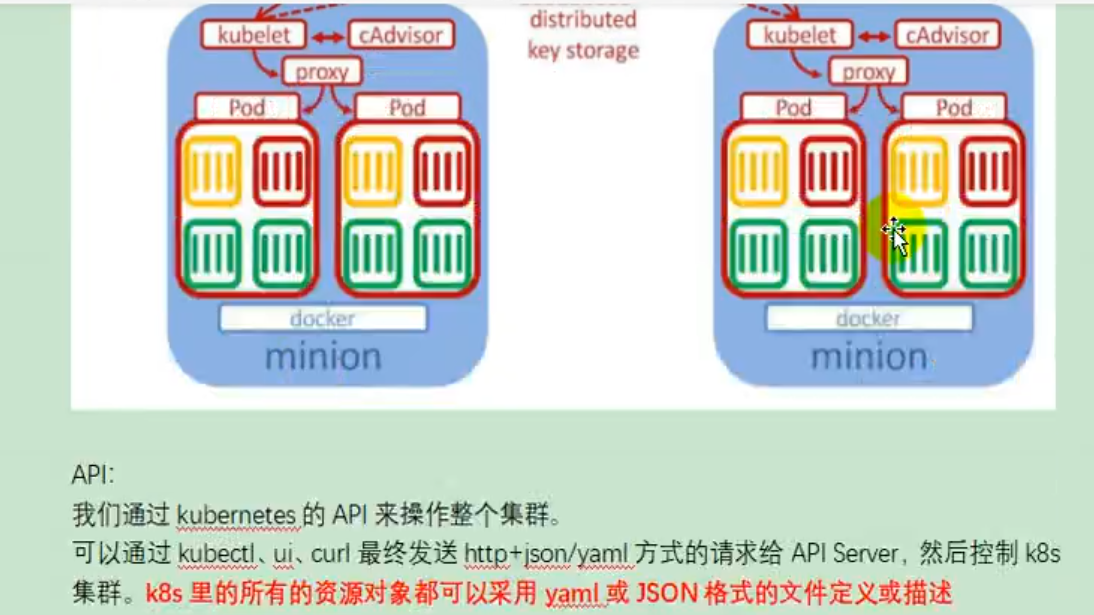 distributed
key storage
kubelet
cAdvisor
proxy
Pod
Pod
docker
minion
kubelet
cAdvisor
proxy
Pod
Pod
docker
minion
API：
我们通过 kubernetes 的 API 来操作整个集群。
可以通过 kubectl、ui、curl 最终发送 http+json/yaml 方式的请求给 API Server，然后控制 k8s
集群。k8s 里的所有的资源对象都可以采用 yaml 或 JSON 格式的文件定义或描述